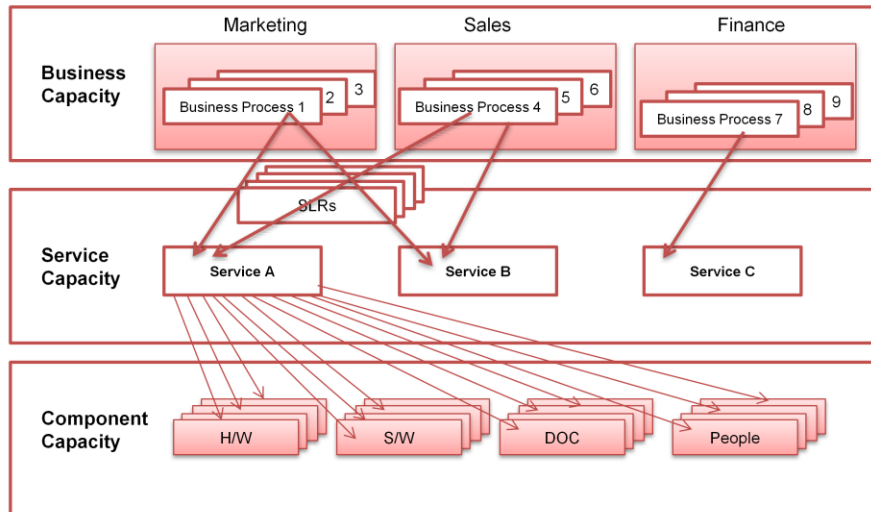 Marketing
Sales
Finance
Business
Capacity
Business Process 1
2
3
Business Process 4
5
6
Business Process 7
8
9
SLRs
Service
Capacity
Service A
Service B
Service C
Component
Capacity
H/W
S/W
DOC
People